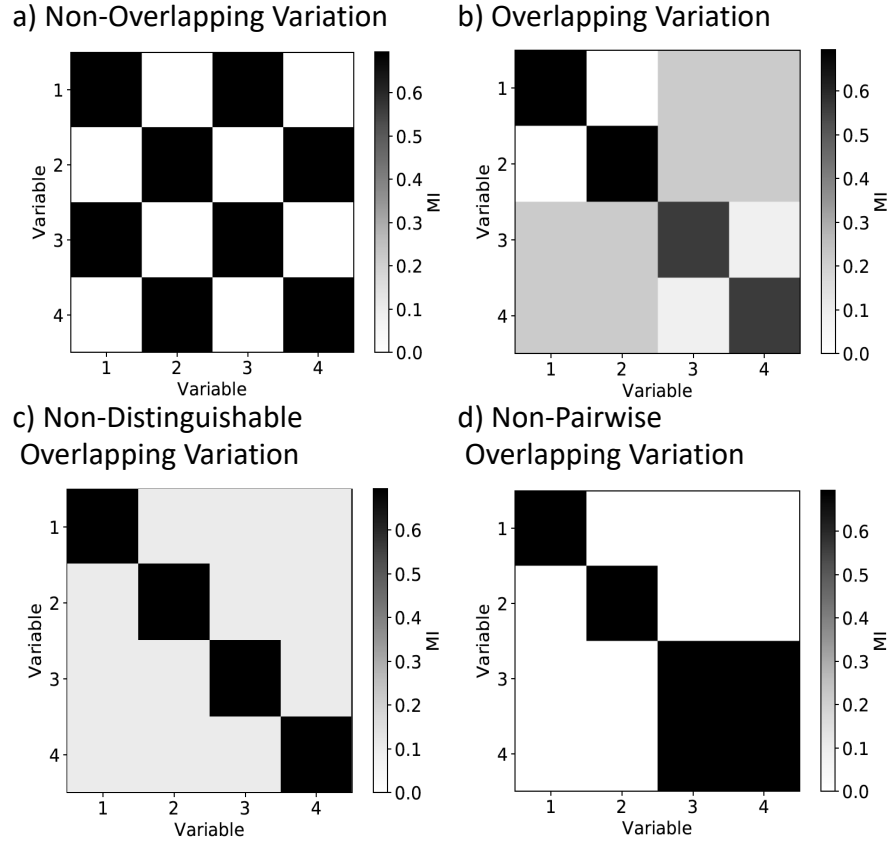 a) Non-Overlapping Variation
1
2
3
4
Variable
1 2 3 4
Variable
0.6
0.5
0.4
0.3
0.2
0.1
0.0
MI
b) Overlapping Variation
1
2
3
4
Variable
1 2 3 4
Variable
0.6
0.5
0.4
0.3
0.2
0.1
0.0
MI
c) Non-Distinguishable
Overlapping Variation
1
2
3
4
Variable
1 2 3 4
Variable
0.6
0.5
0.4
0.3
0.2
0.1
0.0
MI
d) Non-Pairwise
Overlapping Variation
1
2
3
4
Variable
1 2 3 4
Variable
0.6
0.5
0.4
0.3
0.2
0.1
0.0
MI